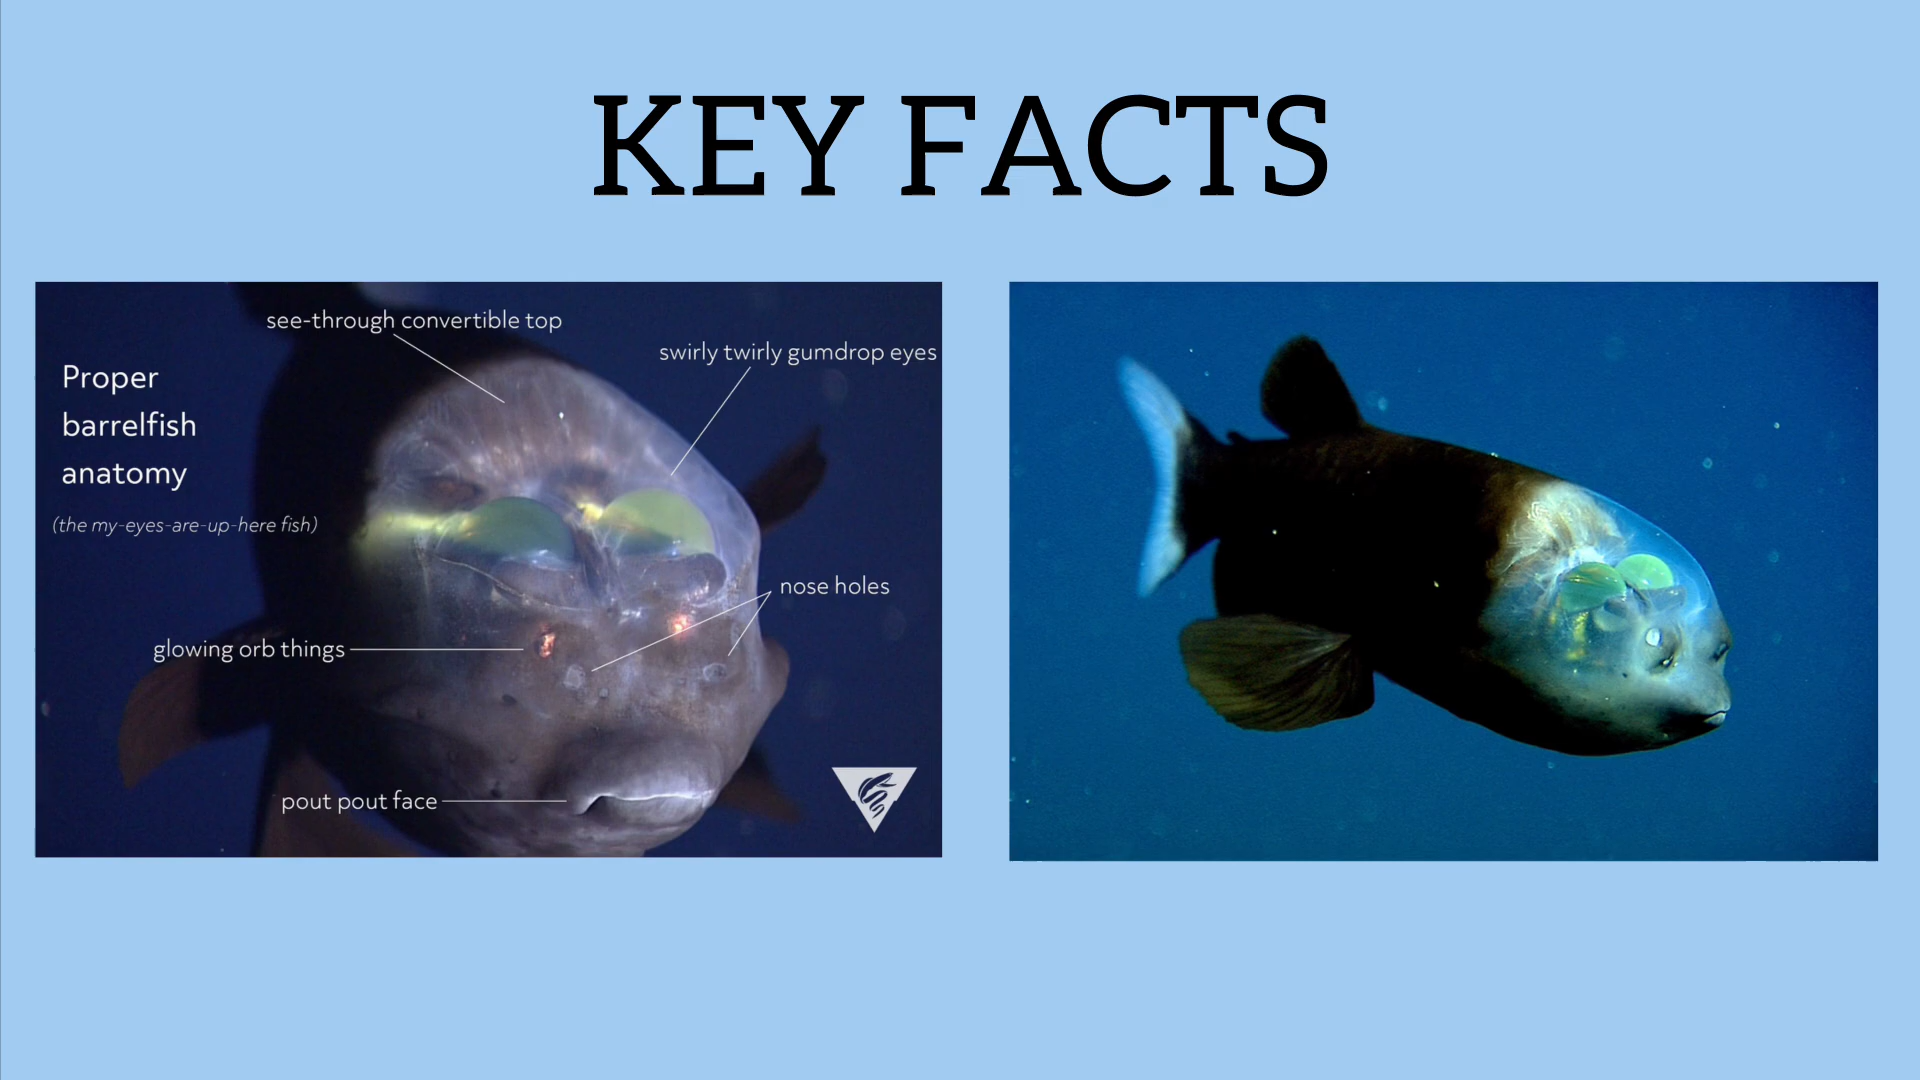 KEY FACTS
see-through convertible top
swirly twirly gumdrop eyes
Proper
barrelfish
anatomy
(the my-eyes-are-up-here fish)
nose holes
glowing orb things
pout pout face